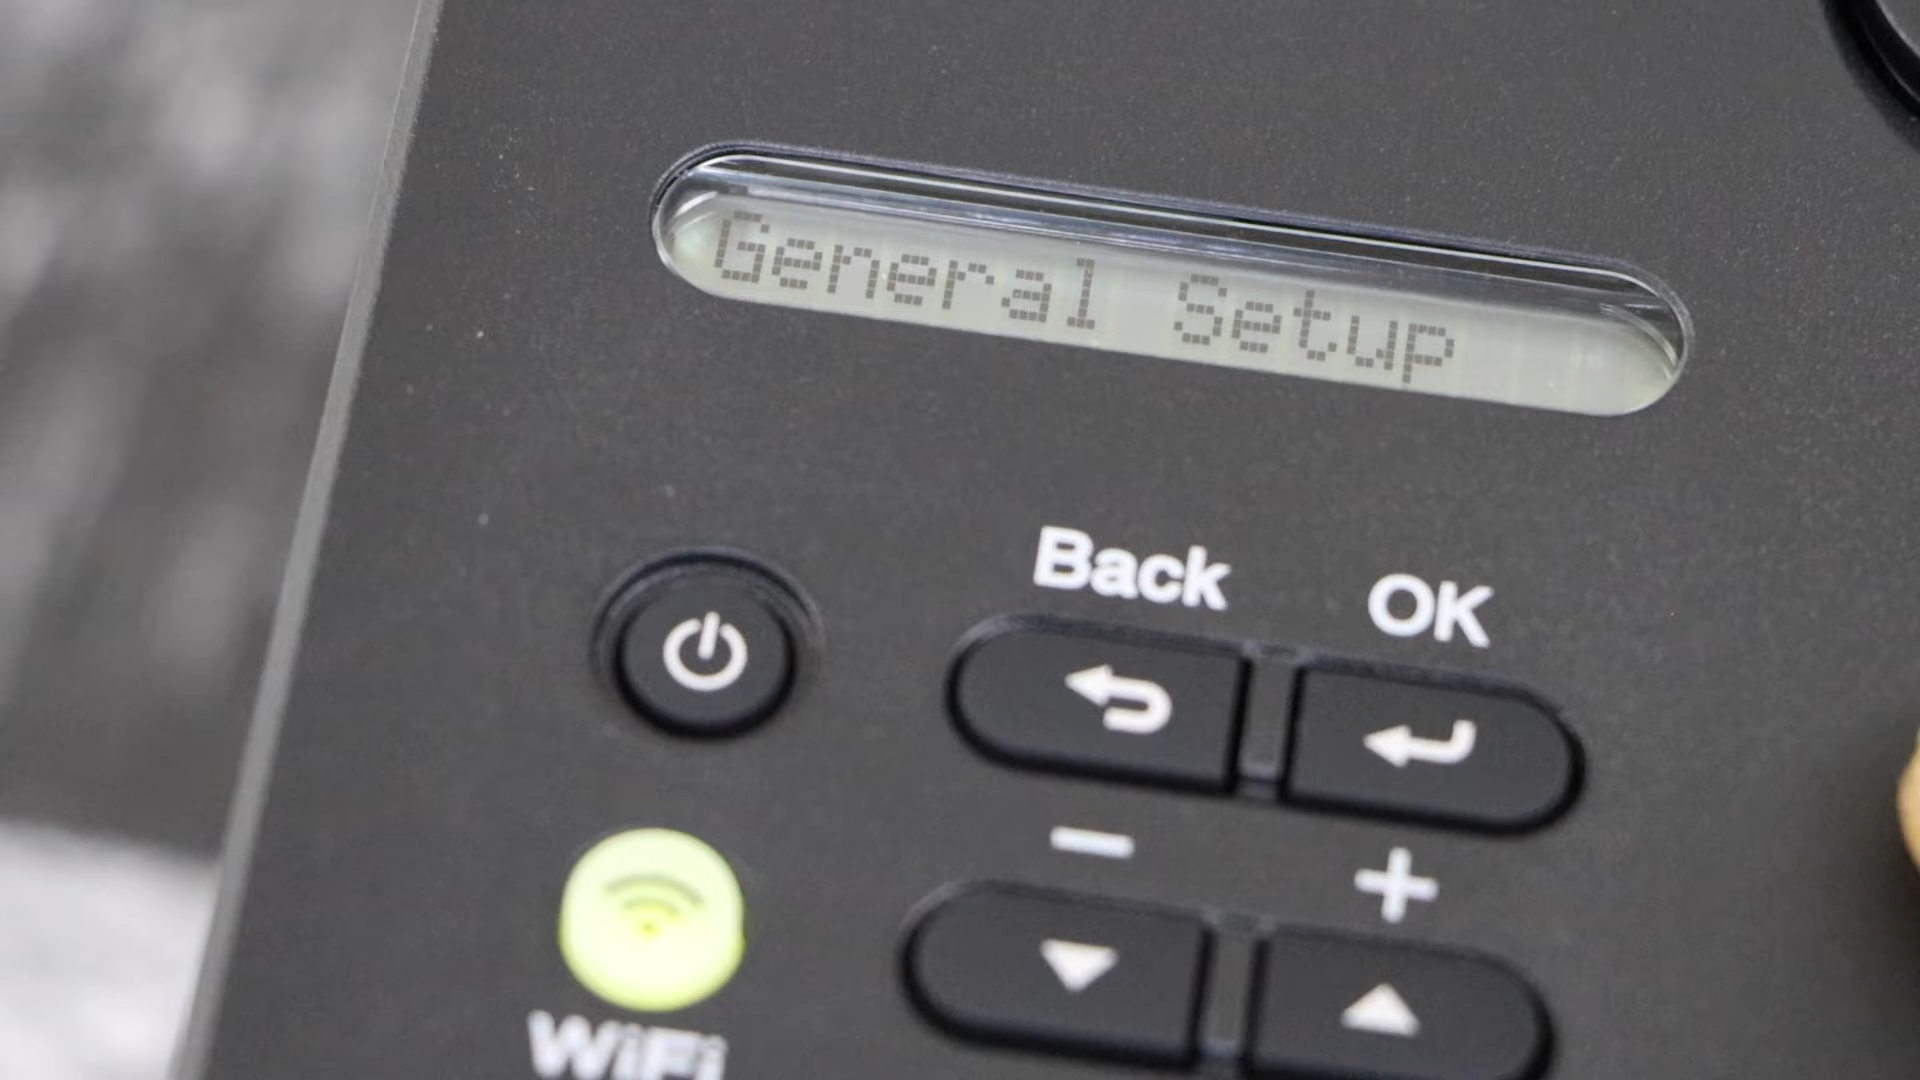 General Setup
Back
OK
−
+
WiFi